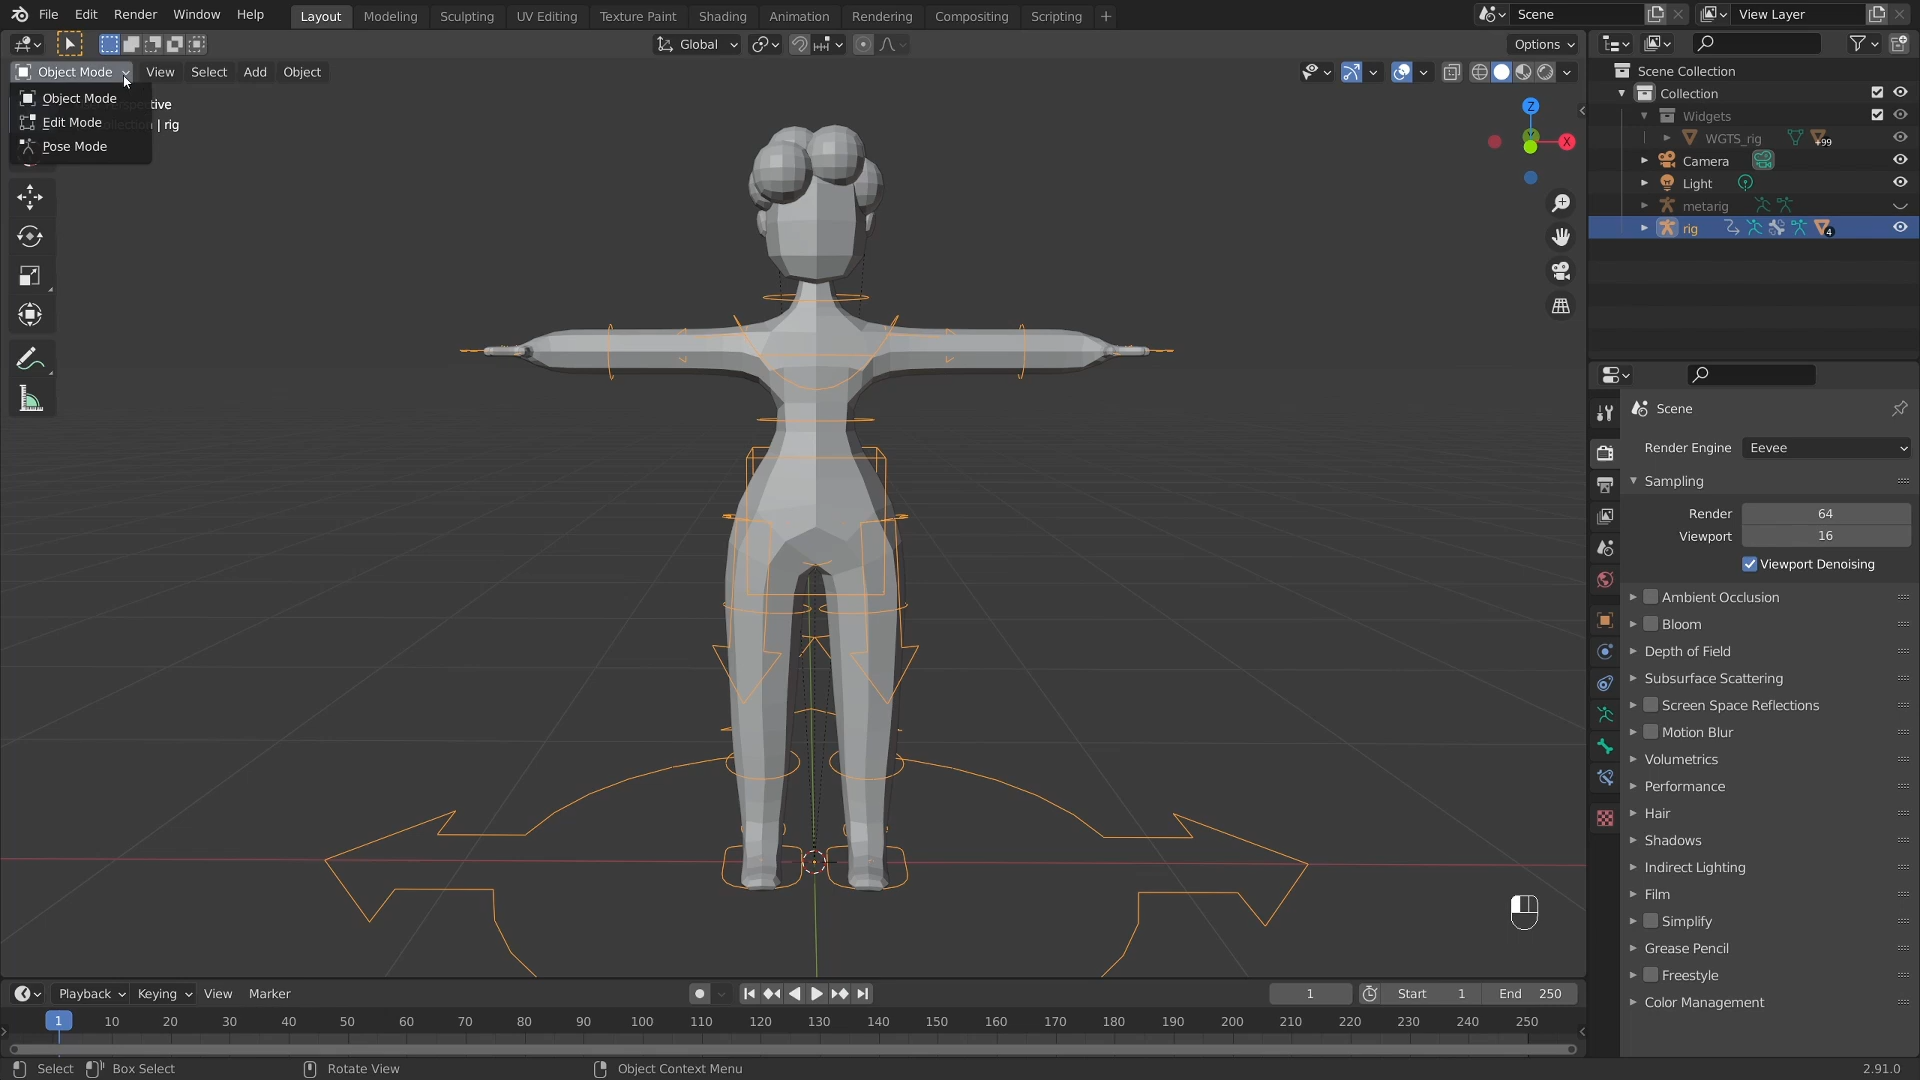 File Edit Render Window Help Layout Modeling Sculpting UV Editing Texture Paint Shading Animation Rendering Compositing Scripting + Scene View Layer
Global Options
Object Mode View Select Add Object
Object Mode
Edit Mode
Pose Mode
ctive
| rig
Z
X
Y
Scene Collection
Collection
Widgets
WGTS_rig +99
Camera
Light
metarig
rig 4
Scene
Render Engine Eevee
Sampling
Render 64
Viewport 16
Viewport Denoising
Ambient Occlusion
Bloom
Depth of Field
Subsurface Scattering
Screen Space Reflections
Motion Blur
Volumetrics
Performance
Hair
Shadows
Indirect Lighting
Film
Simplify
Grease Pencil
Freestyle
Color Management
Playback Keying View Marker 1 Start 1 End 250
1 10 20 30 40 50 60 70 80 90 100 110 120 130 140 150 160 170 180 190 200 210 220 230 240 250
Select Box Select Rotate View Object Context Menu 2.91.0